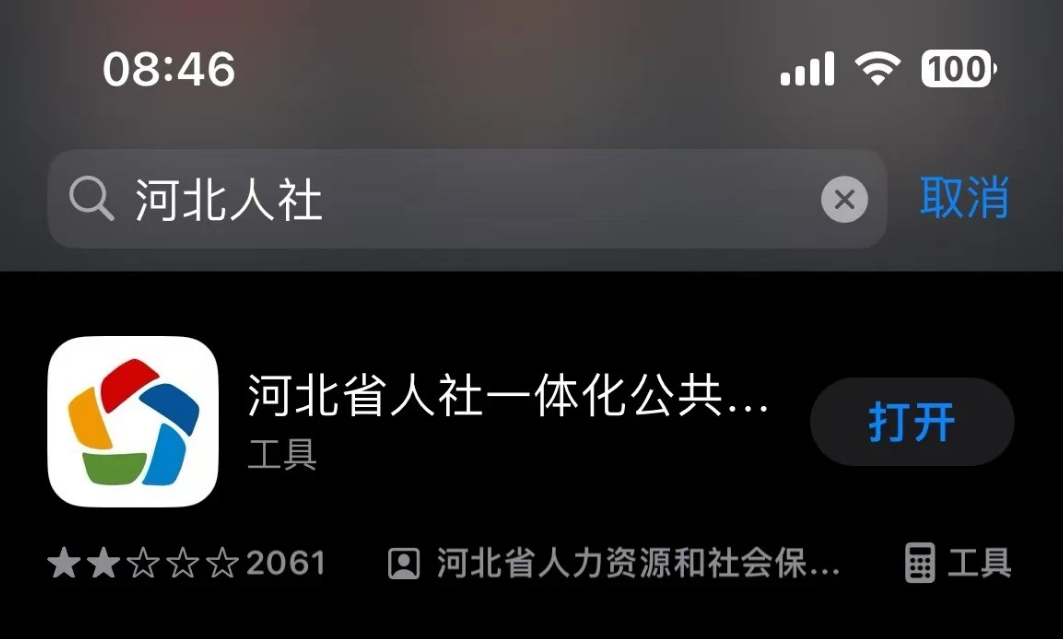 08:46 100
河北人社 取消
河北省人社一体化公共... 打开
工具
2061 河北省人力资源和社会保... 工具